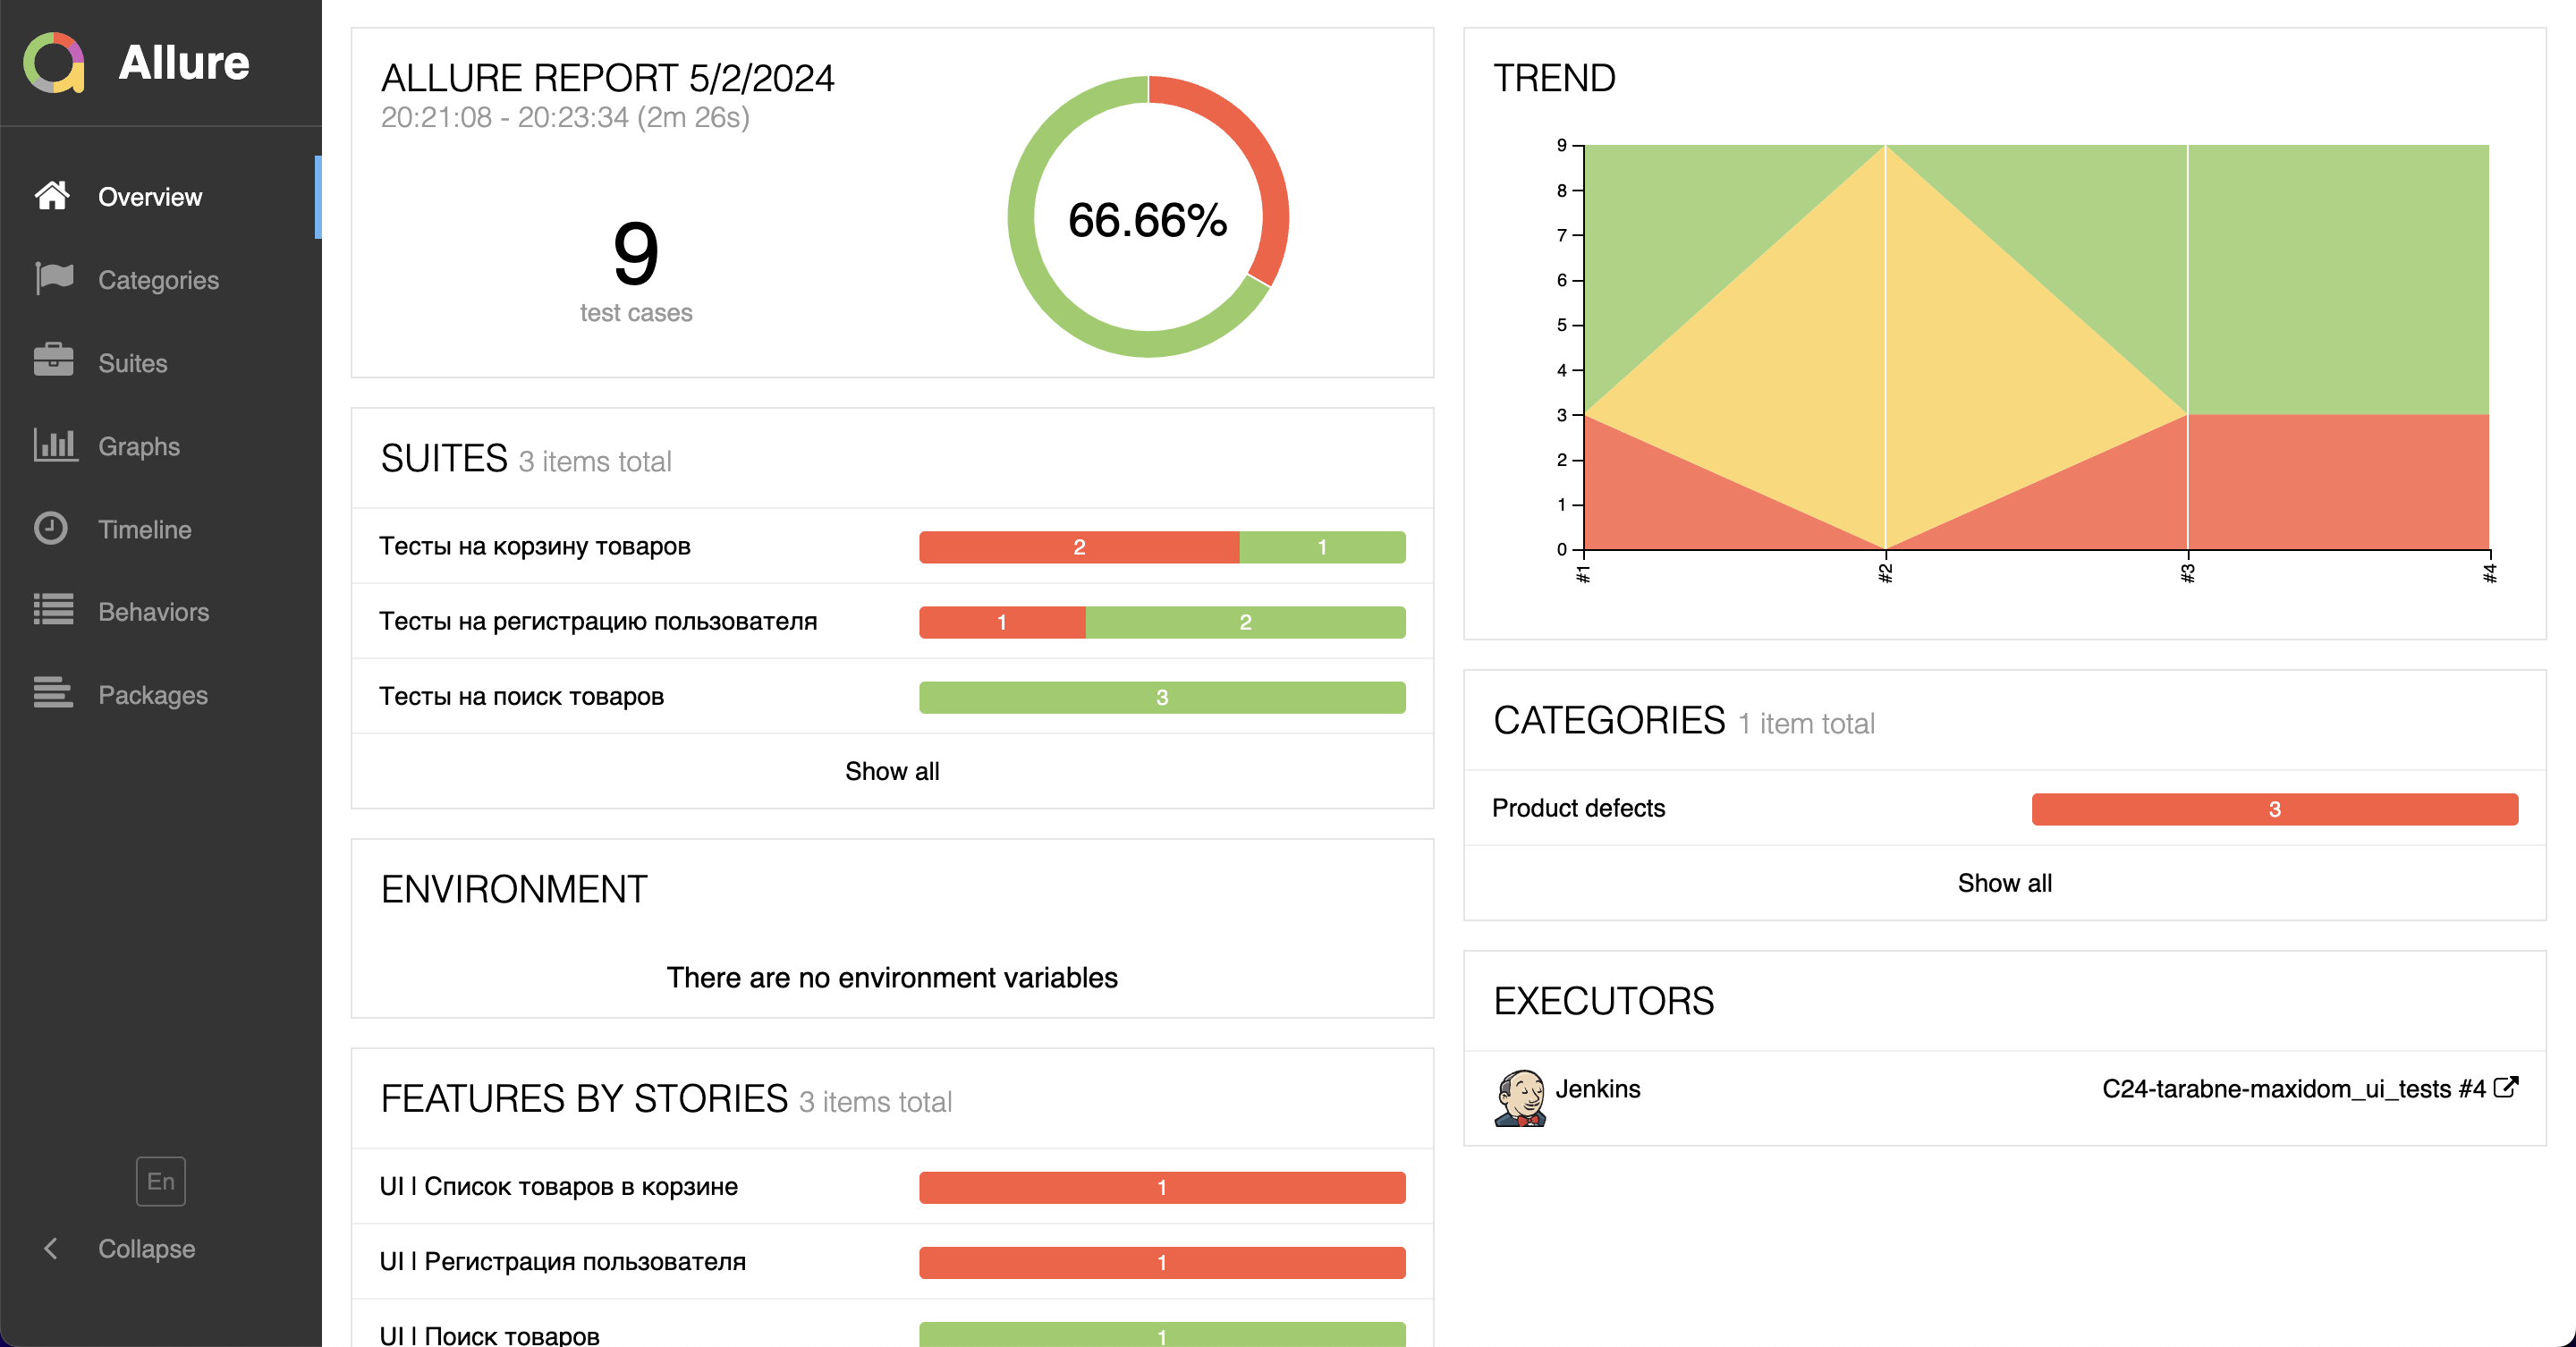 Allure
Overview
Categories
Suites
Graphs
Timeline
Behaviors
Packages
En
Collapse
ALLURE REPORT 5/2/2024
20:21:08 - 20:23:34 (2m 26s)
9
test cases
66.66%
SUITES 3 items total
Тесты на корзину товаров 2 1
Тесты на регистрацию пользователя 1 2
Тесты на поиск товаров 3
Show all
ENVIRONMENT
There are no environment variables
FEATURES BY STORIES 3 items total
UI | Список товаров в корзине 1
UI | Регистрация пользователя 1
UI | Поиск товаров 1
TREND
9
8
7
6
5
4
3
2
1
0
#1 #2 #3 #4
CATEGORIES 1 item total
Product defects 3
Show all
EXECUTORS
Jenkins C24-tarabne-maxidom_ui_tests #4